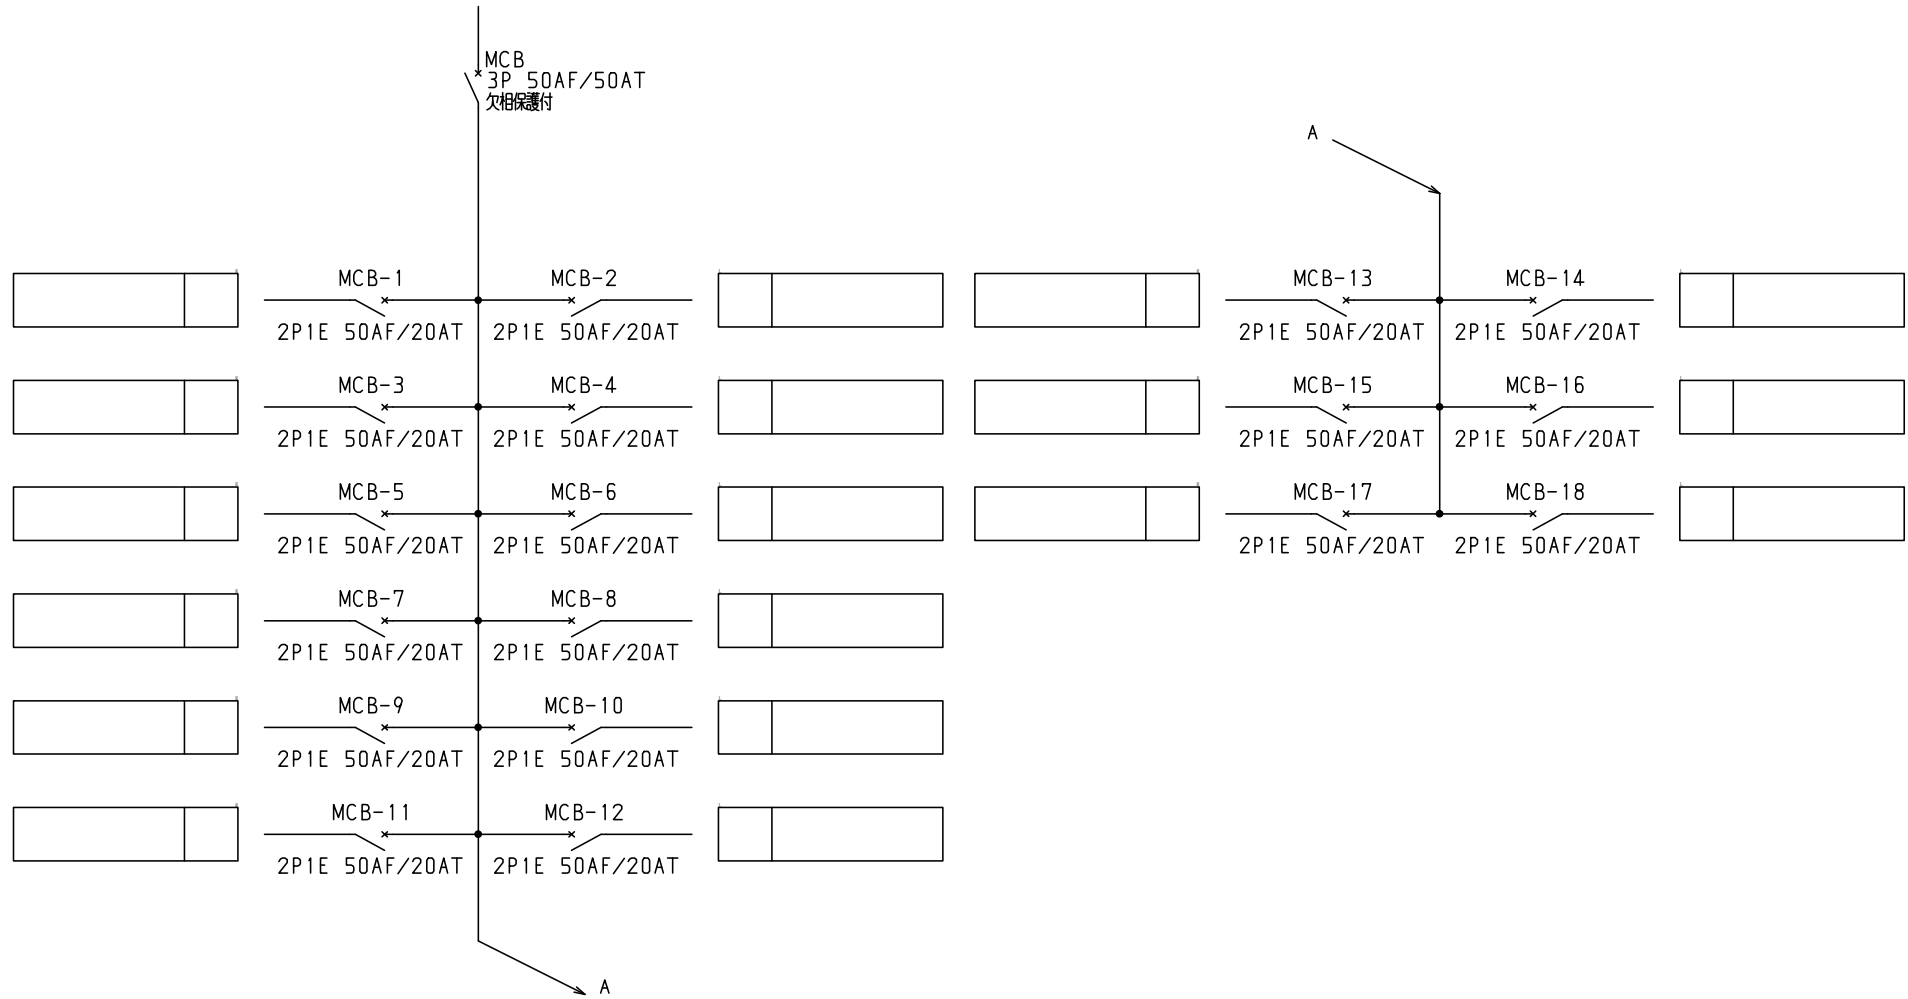 MCB
3P 50AF/50AT
欠相保護付
A
MCB-1 MCB-2 MCB-13 MCB-14
2P1E 50AF/20AT 2P1E 50AF/20AT 2P1E 50AF/20AT 2P1E 50AF/20AT
MCB-3 MCB-4 MCB-15 MCB-16
2P1E 50AF/20AT 2P1E 50AF/20AT 2P1E 50AF/20AT 2P1E 50AF/20AT
MCB-5 MCB-6 MCB-17 MCB-18
2P1E 50AF/20AT 2P1E 50AF/20AT 2P1E 50AF/20AT 2P1E 50AF/20AT
MCB-7 MCB-8
2P1E 50AF/20AT 2P1E 50AF/20AT
MCB-9 MCB-10
2P1E 50AF/20AT 2P1E 50AF/20AT
MCB-11 MCB-12
2P1E 50AF/20AT 2P1E 50AF/20AT
A